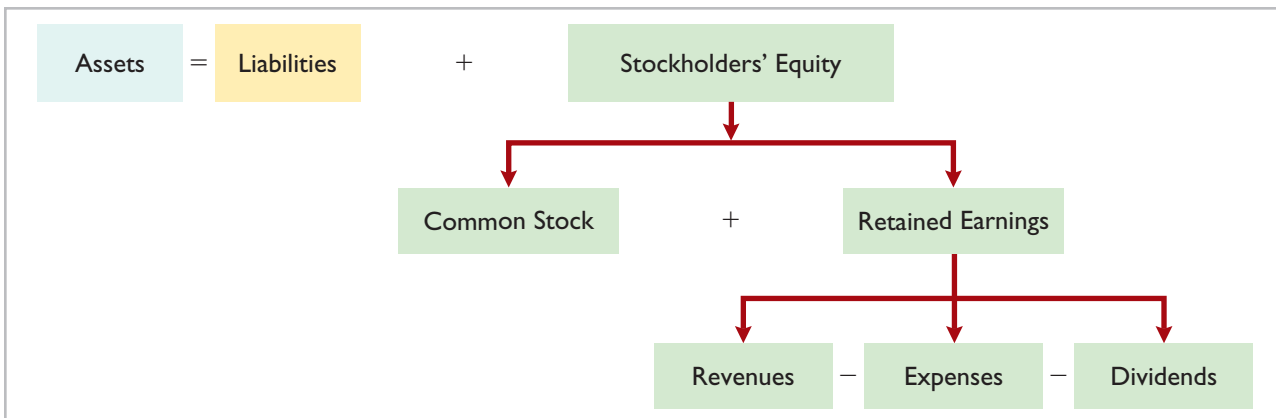 Assets = Liabilities + Stockholders’ Equity
Common Stock + Retained Earnings
Revenues – Expenses – Dividends